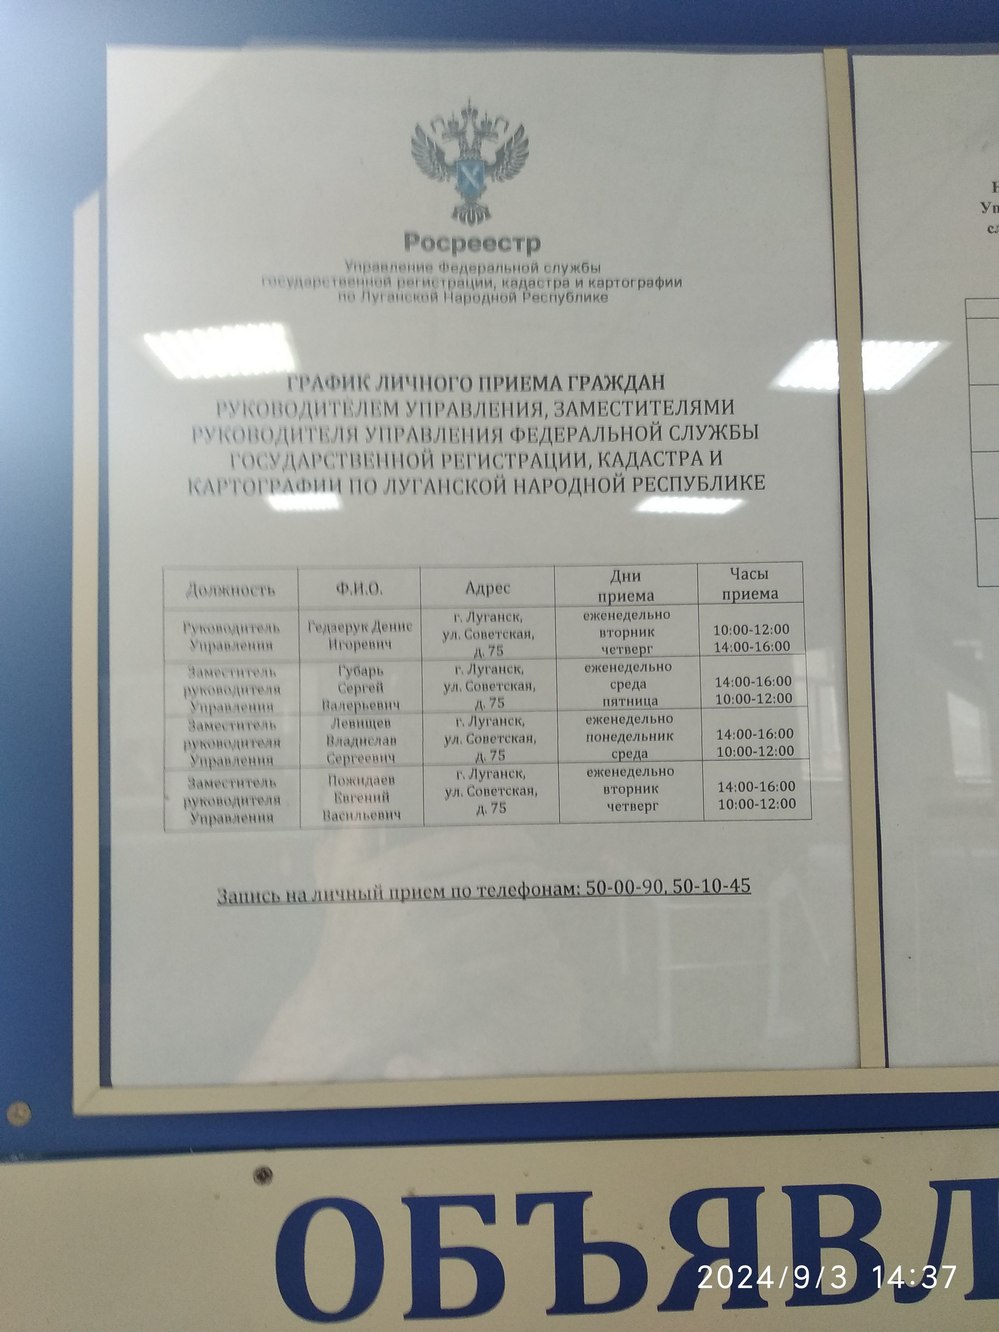 Росреестр
Управление Федеральной службы
государственной регистрации, кадастра и картографии
по Луганской Народной Республике
ГРАФИК ЛИЧНОГО ПРИЕМА ГРАЖДАН
РУКОВОДИТЕЛЕМ УПРАВЛЕНИЯ, ЗАМЕСТИТЕЛЯМИ
РУКОВОДИТЕЛЯ УПРАВЛЕНИЯ ФЕДЕРАЛЬНОЙ СЛУЖБЫ
ГОСУДАРСТВЕННОЙ РЕГИСТРАЦИИ, КАДАСТРА И
КАРТОГРАФИИ ПО ЛУГАНСКОЙ НАРОДНОЙ РЕСПУБЛИКЕ
Должность
Ф.И.О.
Адрес
Дни
приема
Часы
приема
Руководитель
Управления
Гедзерук Денис
Игоревич
г. Луганск,
ул. Советская,
д. 75
еженедельно
вторник
четверг
10:00-12:00
14:00-16:00
Заместитель
руководителя
Управления
Губарь
Сергей
Валерьевич
г. Луганск,
ул. Советская,
д. 75
еженедельно
среда
пятница
14:00-16:00
10:00-12:00
Заместитель
руководителя
Управления
Левищев
Владислав
Сергеевич
г. Луганск,
ул. Советская,
д. 75
еженедельно
понедельник
среда
14:00-16:00
10:00-12:00
Заместитель
руководителя
Управления
Пожидаев
Евгений
Васильевич
г. Луганск,
ул. Советская,
д. 75
еженедельно
вторник
четверг
14:00-16:00
10:00-12:00
Запись на личный прием по телефонам: 50-00-90, 50-10-45
ОБЪЯВЛ
2024/9/3 14:37